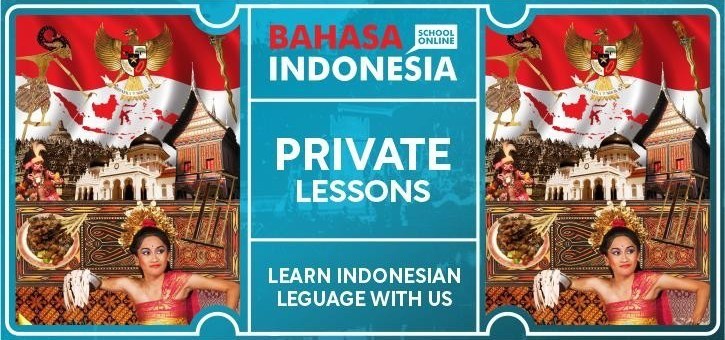 BAHASA
SCHOOL
ONLINE
INDONESIA
PRIVATE
LESSONS
LEARN INDONESIAN
LEGUAGE WITH US